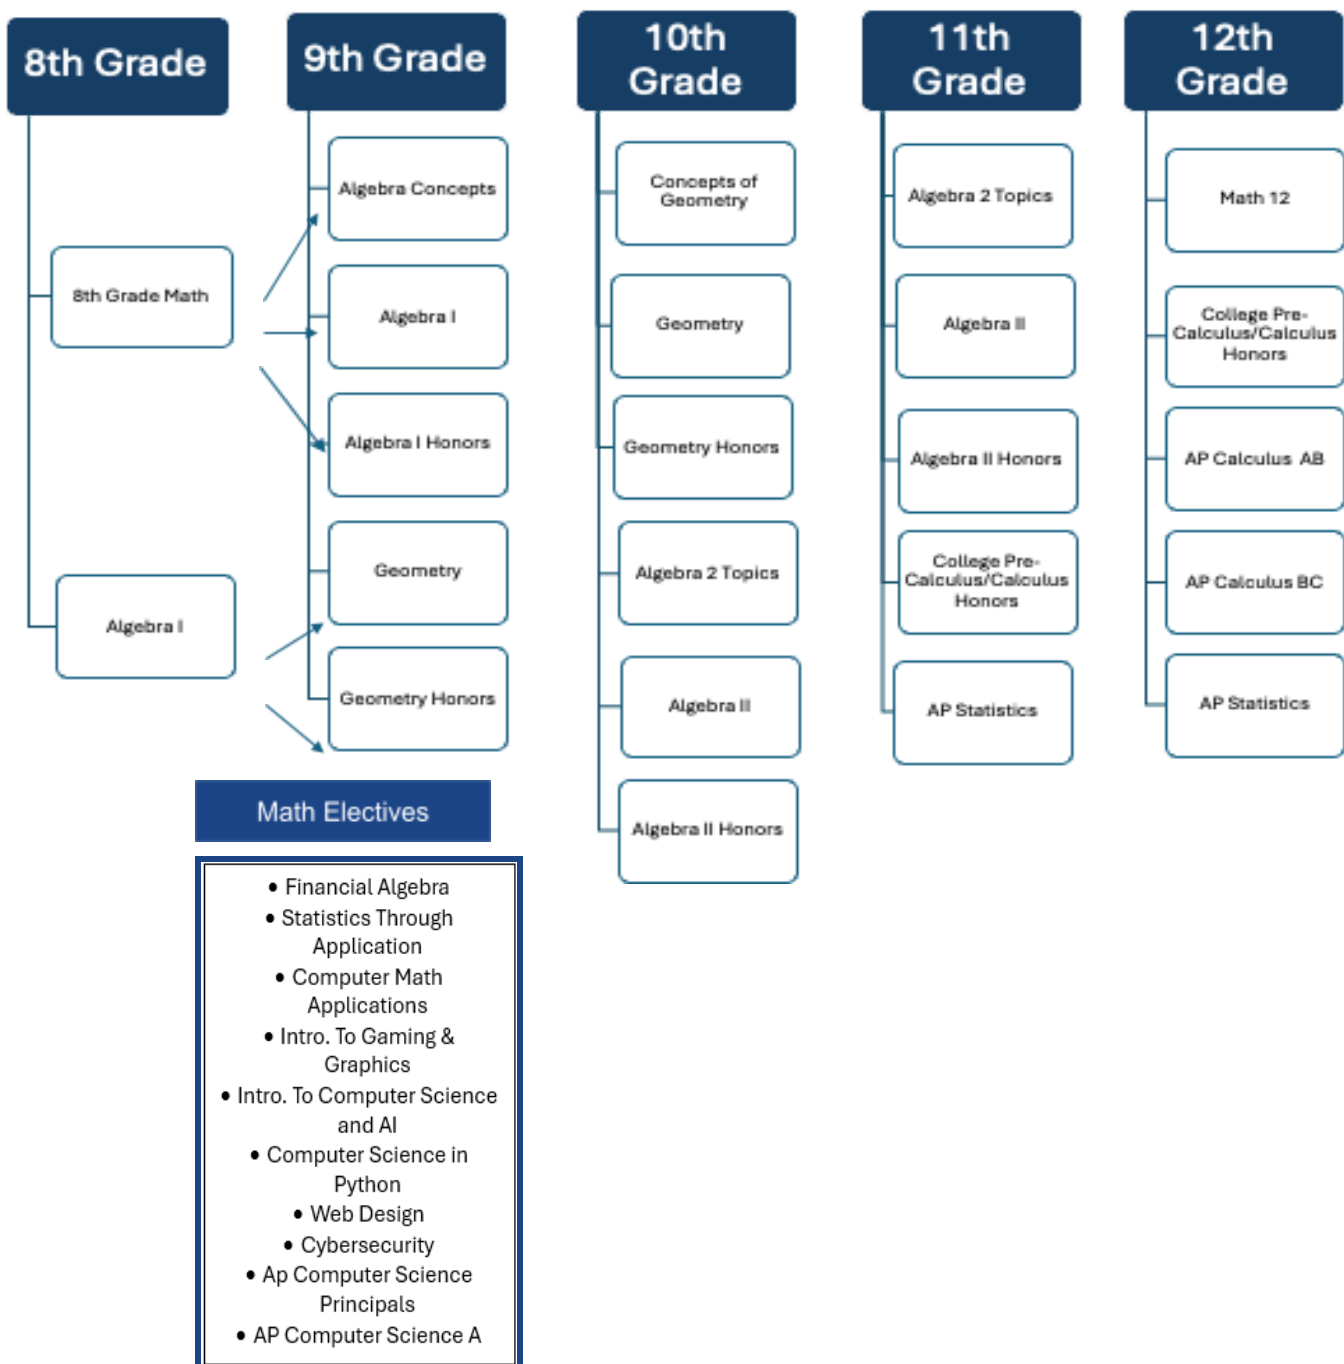 8th Grade
8th Grade Math
Algebra I
9th Grade
Algebra Concepts
Algebra I
Algebra I Honors
Geometry
Geometry Honors
10th
Grade
Concepts of
Geometry
Geometry
Geometry Honors
Algebra 2 Topics
Algebra II
Algebra II Honors
11th
Grade
Algebra 2 Topics
Algebra II
Algebra II Honors
College Pre-
Calculus/Calculus
Honors
AP Statistics
12th
Grade
Math 12
College Pre-
Calculus/Calculus
Honors
AP Calculus AB
AP Calculus BC
AP Statistics
Math Electives
• Financial Algebra
• Statistics Through
Application
• Computer Math
Applications
• Intro. To Gaming &
Graphics
• Intro. To Computer Science
and AI
• Computer Science in
Python
• Web Design
• Cybersecurity
• Ap Computer Science
Principals
• AP Computer Science A